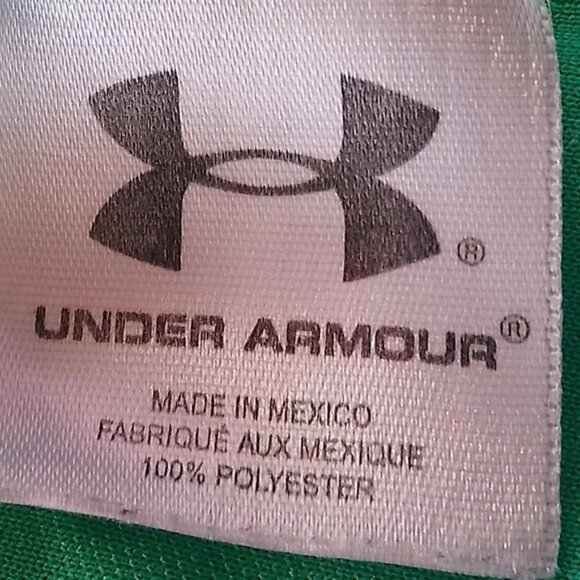 ®
UNDER ARMOUR®
MADE IN MEXICO
FABRIQUÉ AUX MEXIQUE
100% POLYESTER